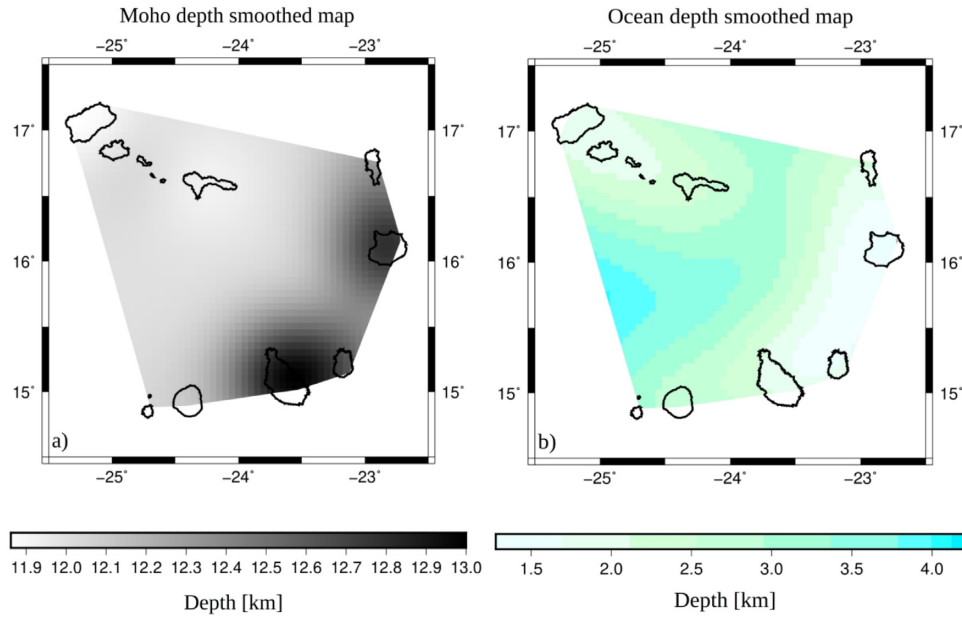 Moho depth smoothed map
Ocean depth smoothed map
−25˚ −24˚ −23˚
−25˚ −24˚ −23˚
17˚ 17˚ 17˚ 17˚
16˚ 16˚ 16˚ 16˚
15˚ 15˚ 15˚ 15˚
a)
b)
−25˚ −24˚ −23˚
−25˚ −24˚ −23˚
11.9 12.0 12.1 12.2 12.3 12.4 12.5 12.6 12.7 12.8 12.9 13.0
1.5 2.0 2.5 3.0 3.5 4.0
Depth [km]
Depth [km]